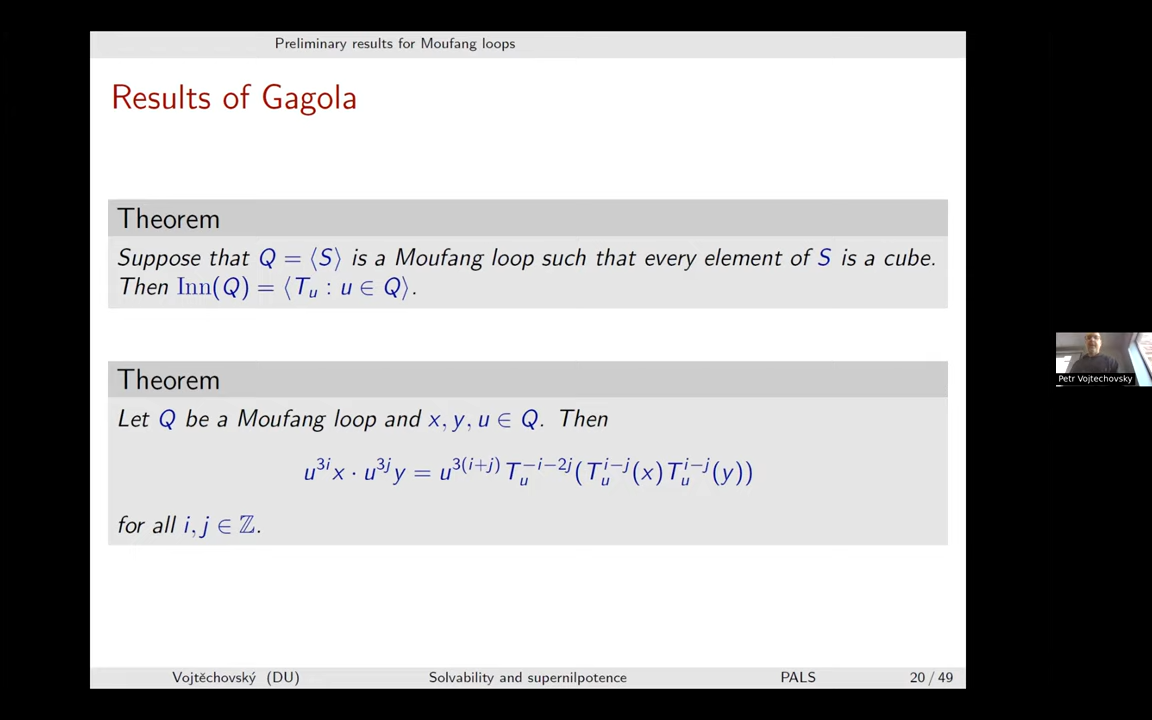 Preliminary results for Moufang loops
Results of Gagola
Theorem
Suppose that Q = ⟨S⟩ is a Moufang loop such that every element of S is a cube.
Then Inn(Q) = ⟨T_u : u ∈ Q⟩.
Theorem
Let Q be a Moufang loop and x, y, u ∈ Q. Then
u^{3i}x · u^{3j}y = u^{3(i+j)} T_u^{-i-2j}(T_u^{i-j}(x)T_u^{i-j}(y))
for all i, j ∈ ℤ.
Vojtěchovský (DU) Solvability and supernilpotence PALS 20 / 49
Petr Vojtechovsky